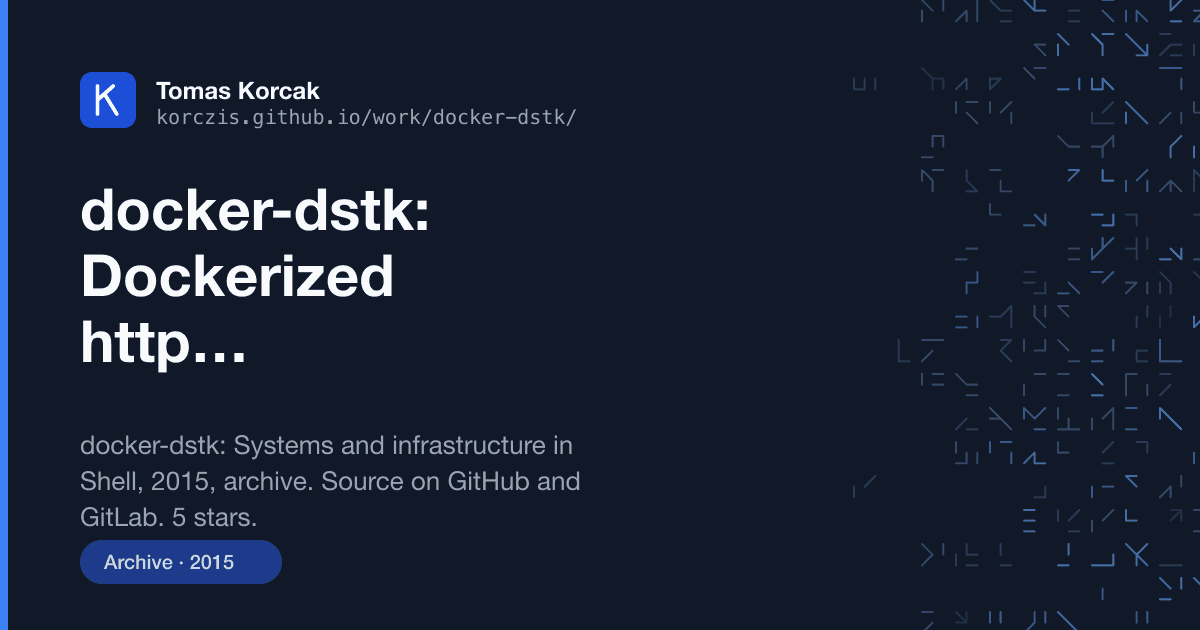 K
Tomas Korcak
korczis.github.io/work/docker-dstk/
docker-dstk:
Dockerized
http...
docker-dstk: Systems and infrastructure in
Shell, 2015, archive. Source on GitHub and
GitLab. 5 stars.
Archive · 2015